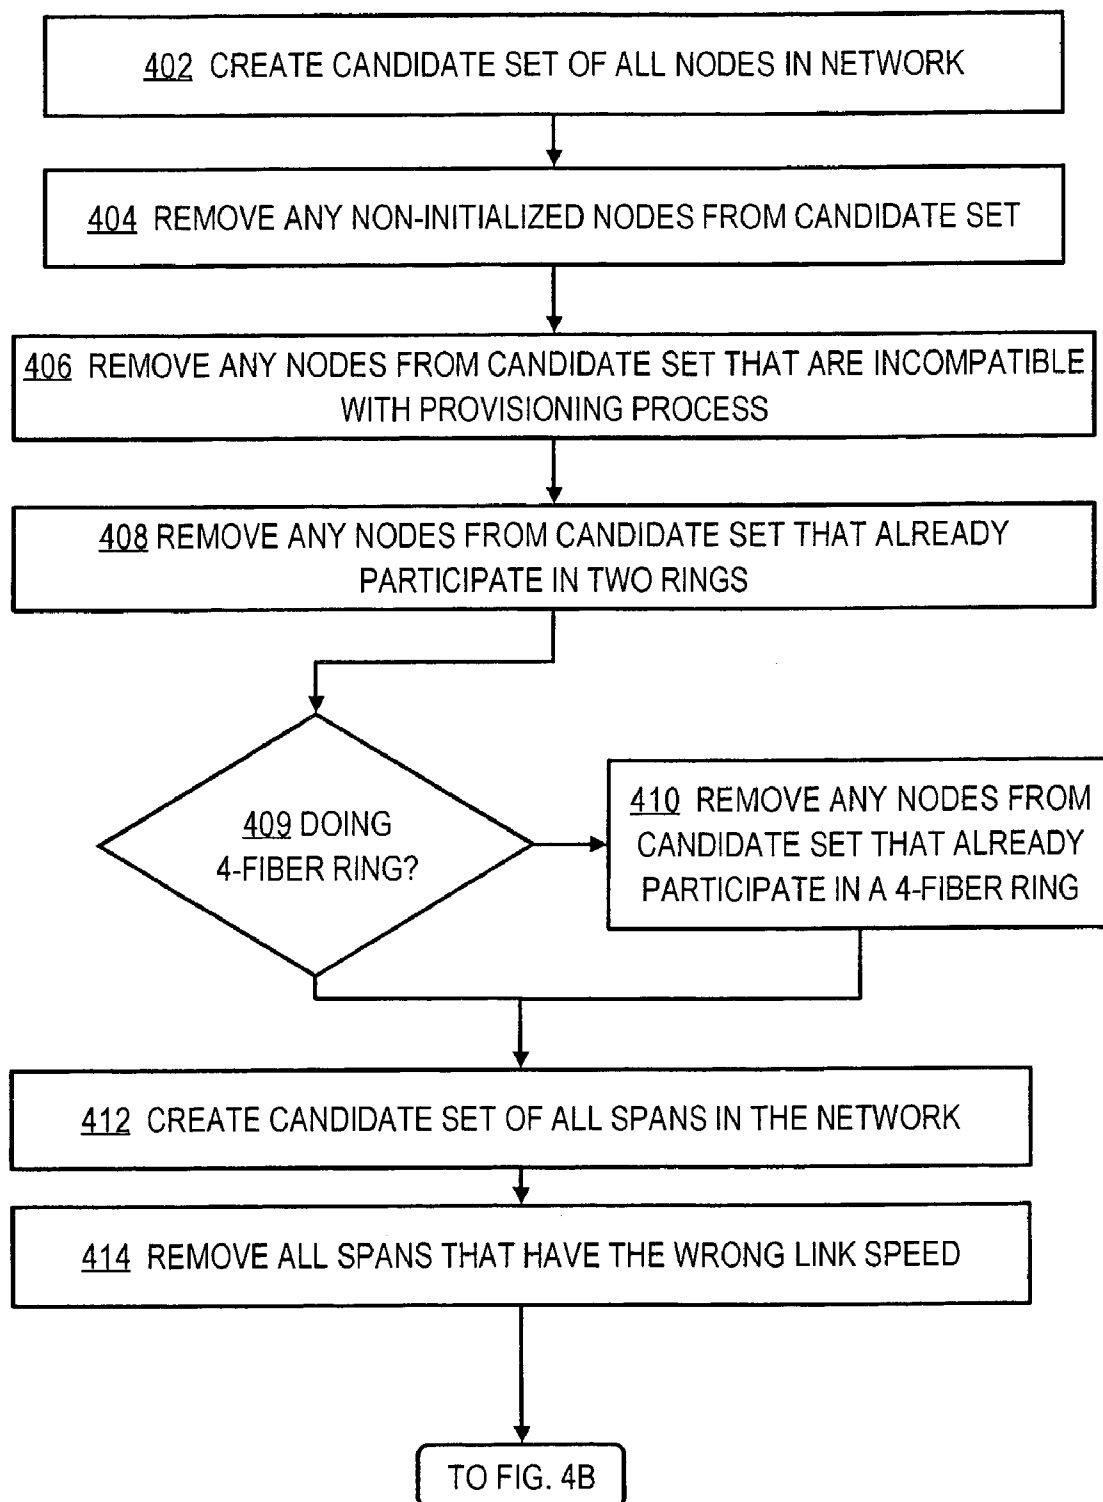 402 CREATE CANDIDATE SET OF ALL NODES IN NETWORK
404 REMOVE ANY NON-INITIALIZED NODES FROM CANDIDATE SET
406 REMOVE ANY NODES FROM CANDIDATE SET THAT ARE INCOMPATIBLE
WITH PROVISIONING PROCESS
408 REMOVE ANY NODES FROM CANDIDATE SET THAT ALREADY
PARTICIPATE IN TWO RINGS
409 DOING
4-FIBER RING?
410 REMOVE ANY NODES FROM
CANDIDATE SET THAT ALREADY
PARTICIPATE IN A 4-FIBER RING
412 CREATE CANDIDATE SET OF ALL SPANS IN THE NETWORK
414 REMOVE ALL SPANS THAT HAVE THE WRONG LINK SPEED
TO FIG. 4B